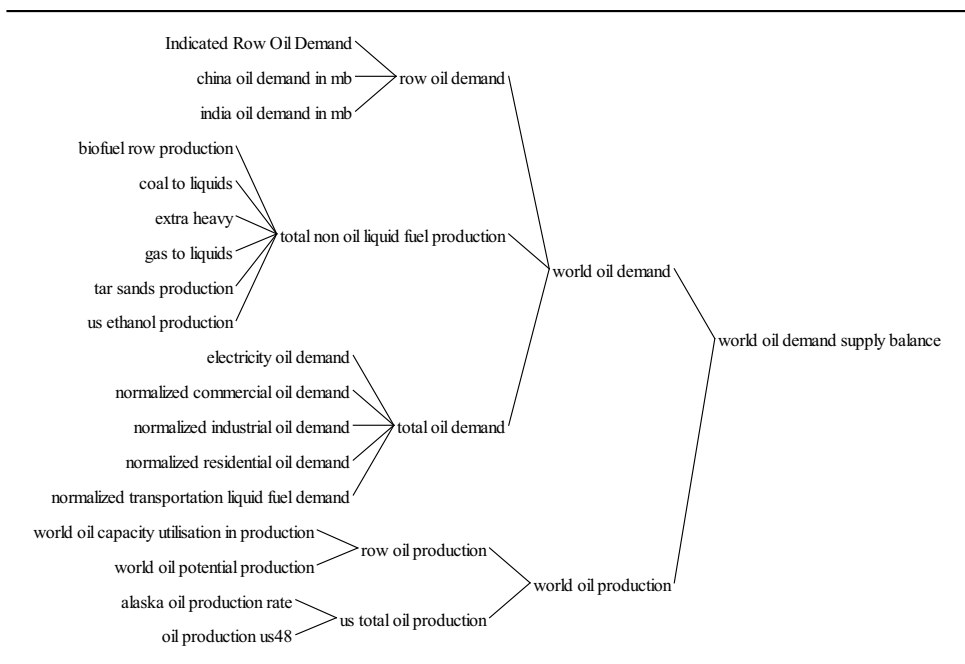 Indicated Row Oil Demand
china oil demand in mb
row oil demand
india oil demand in mb
biofuel row production
coal to liquids
extra heavy
total non oil liquid fuel production
gas to liquids
world oil demand
tar sands production
us ethanol production
world oil demand supply balance
electricity oil demand
normalized commercial oil demand
normalized industrial oil demand
total oil demand
normalized residential oil demand
normalized transportation liquid fuel demand
world oil capacity utilisation in production
row oil production
world oil potential production
world oil production
alaska oil production rate
us total oil production
oil production us48